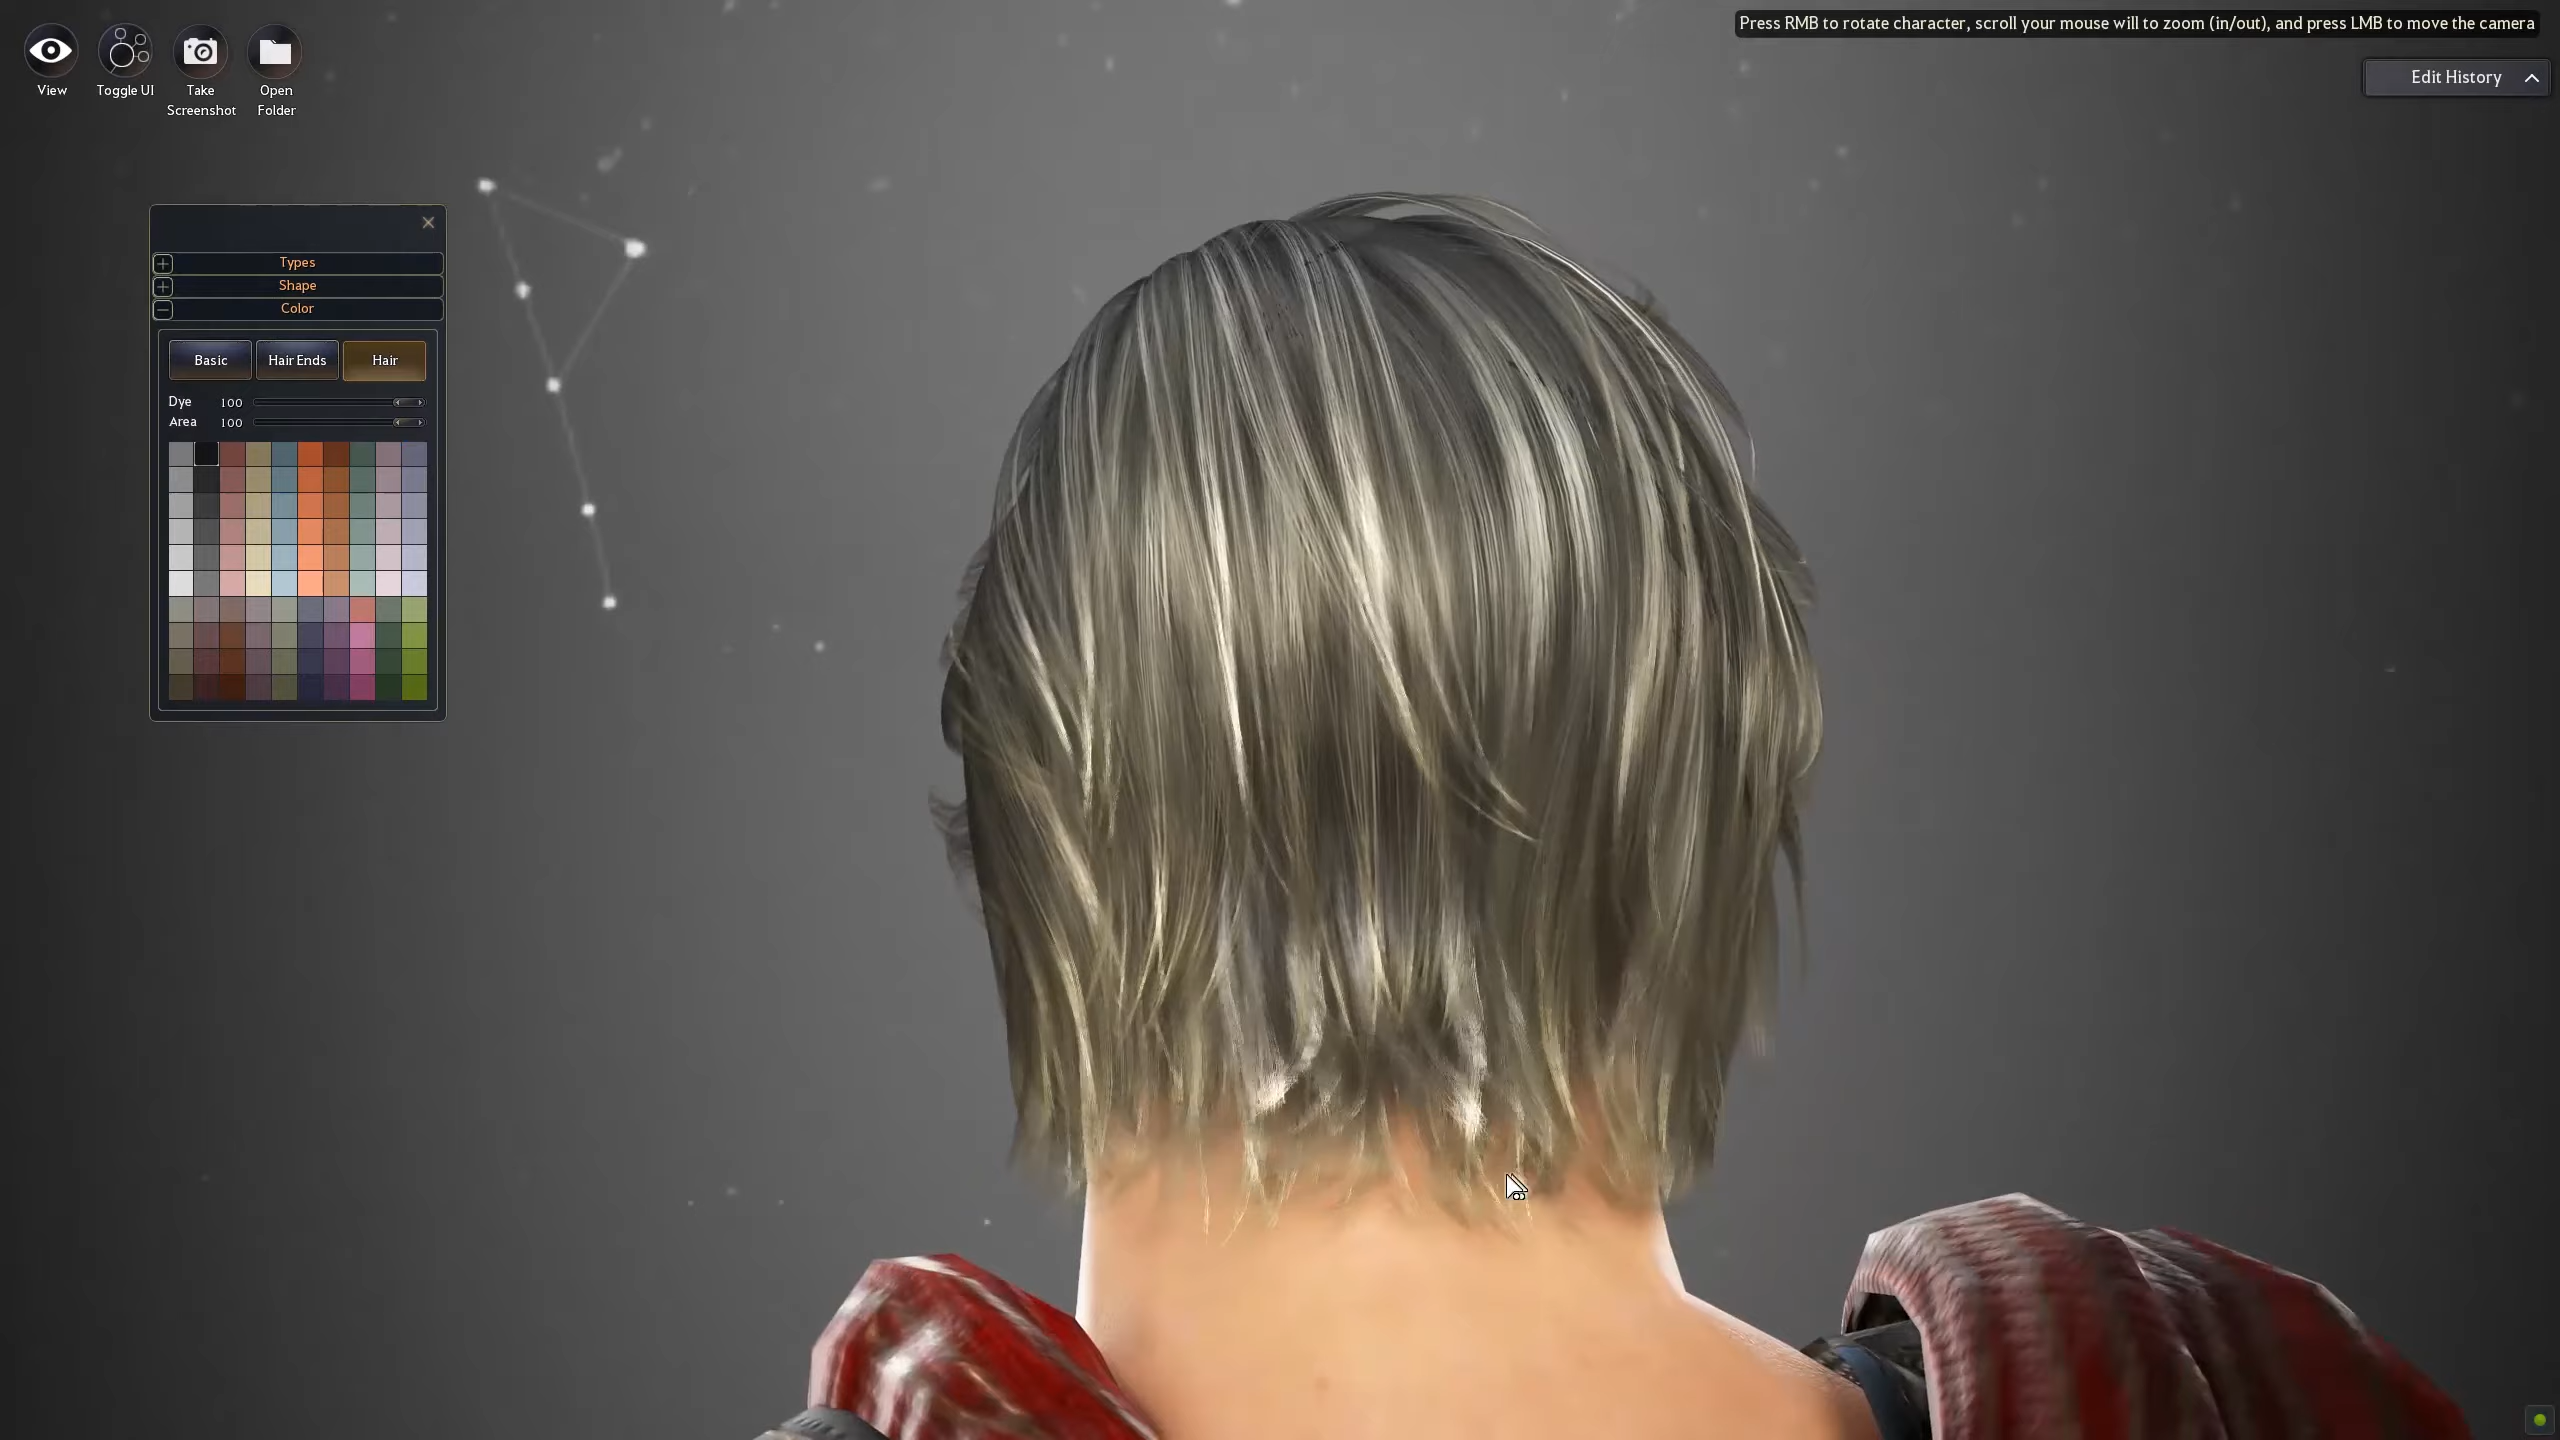 Press RMB to rotate character, scroll your mouse will to zoom (in/out), and press LMB to move the camera
View
Toggle UI
Take
Screenshot
Open
Folder
Edit History
Types
Shape
Color
Basic
Hair Ends
Hair
Dye 100
Area 100